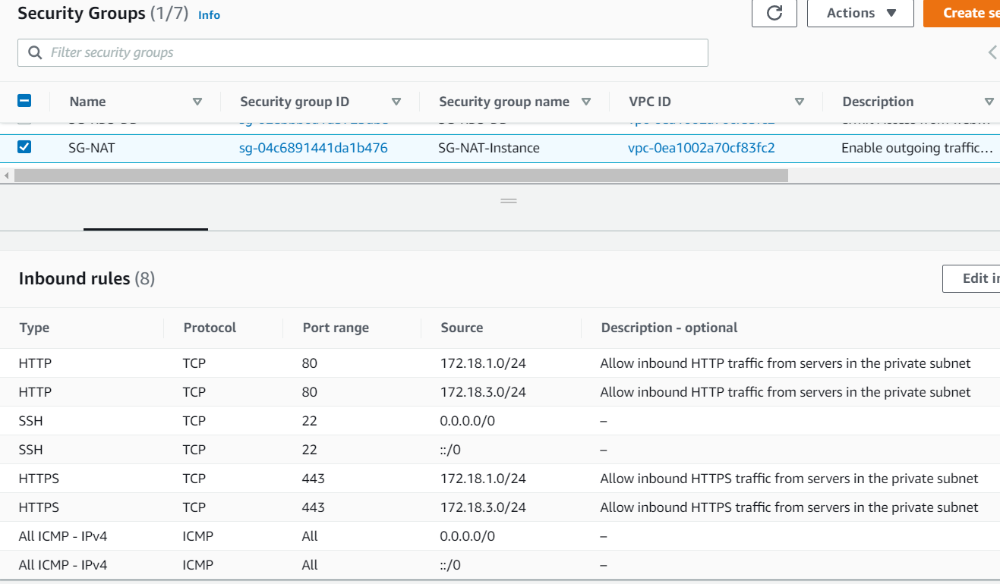 Security Groups (1/7) Info Actions Create se
Filter security groups
Name Security group ID Security group name VPC ID Description
SG-NAT sg-04c6891441da1b476 SG-NAT-Instance vpc-0ea1002a70cf83fc2 Enable outgoing traffic...
Inbound rules (8) Edit in
Type Protocol Port range Source Description - optional
HTTP TCP 80 172.18.1.0/24 Allow inbound HTTP traffic from servers in the private subnet
HTTP TCP 80 172.18.3.0/24 Allow inbound HTTP traffic from servers in the private subnet
SSH TCP 22 0.0.0.0/0 –
SSH TCP 22 ::/0 –
HTTPS TCP 443 172.18.1.0/24 Allow inbound HTTPS traffic from servers in the private subnet
HTTPS TCP 443 172.18.3.0/24 Allow inbound HTTPS traffic from servers in the private subnet
All ICMP - IPv4 ICMP All 0.0.0.0/0 –
All ICMP - IPv4 ICMP All ::/0 –